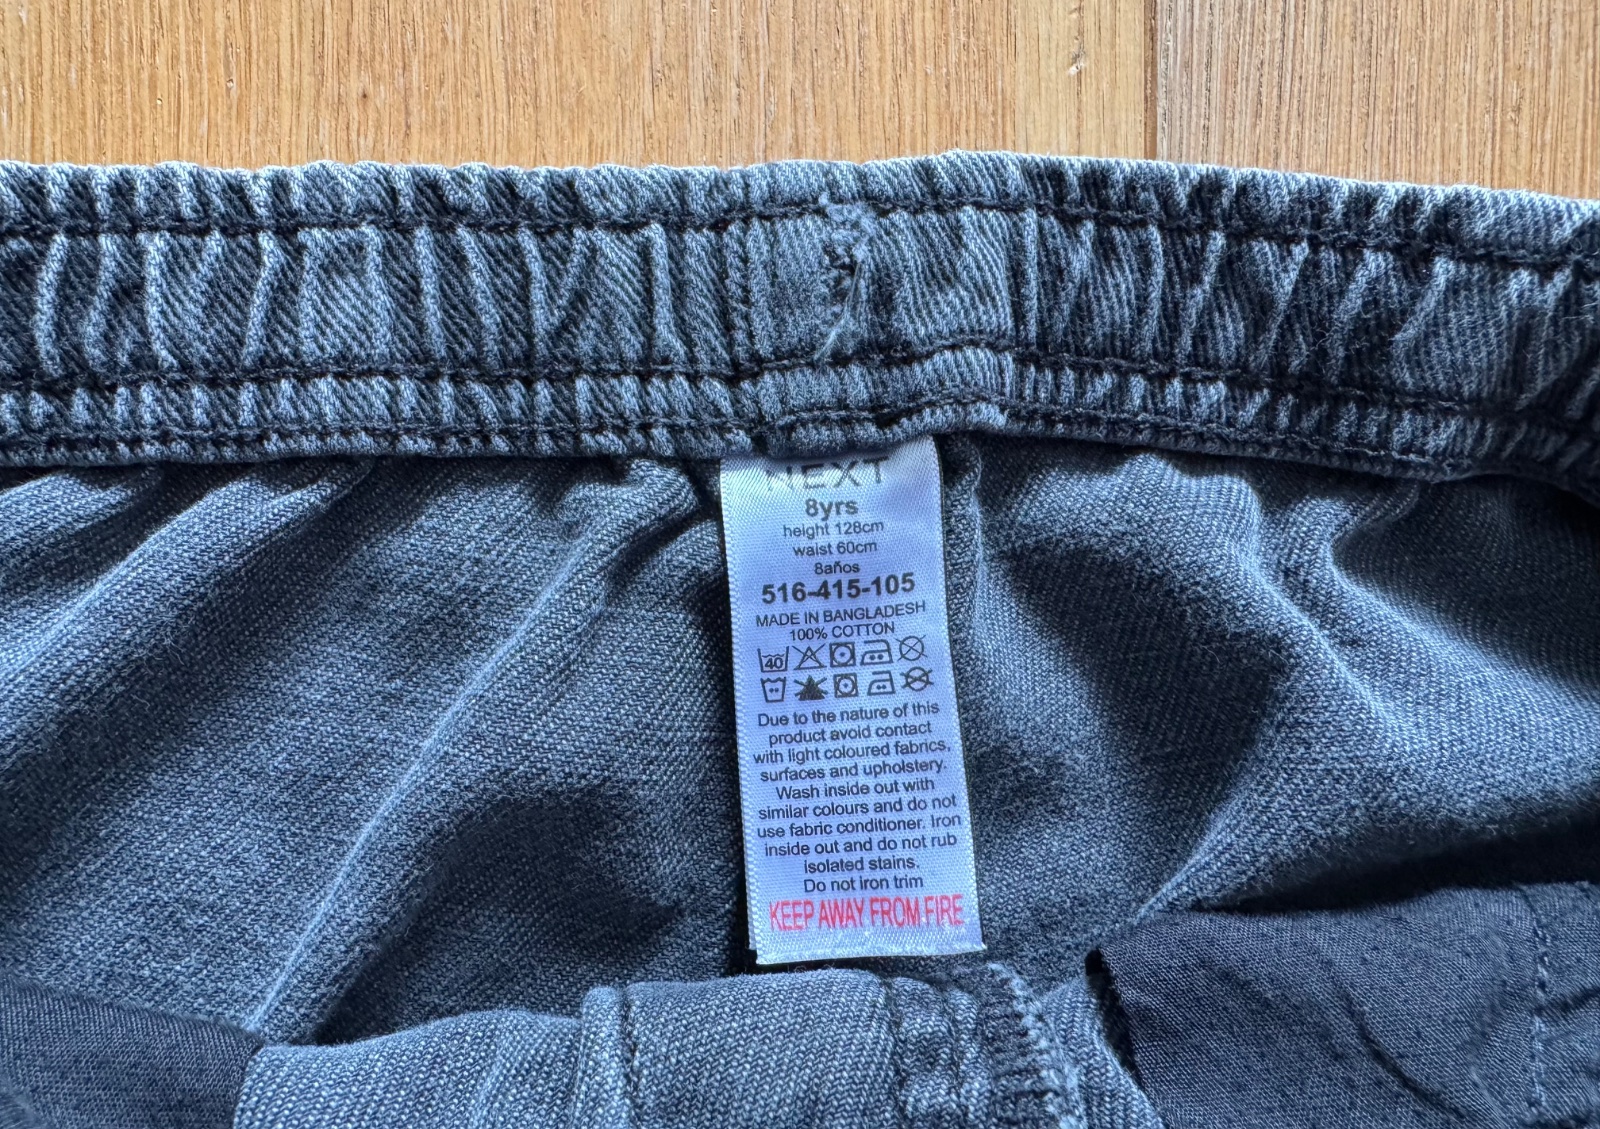 NEXT
8yrs
height 128cm
waist 60cm
8años
516-415-105
MADE IN BANGLADESH
100% COTTON
40
Due to the nature of this
product avoid contact
with light coloured fabrics,
surfaces and upholstery.
Wash inside out with
similar colours and do not
use fabric conditioner. Iron
inside out and do not rub
isolated stains.
Do not iron trim
KEEP AWAY FROM FIRE